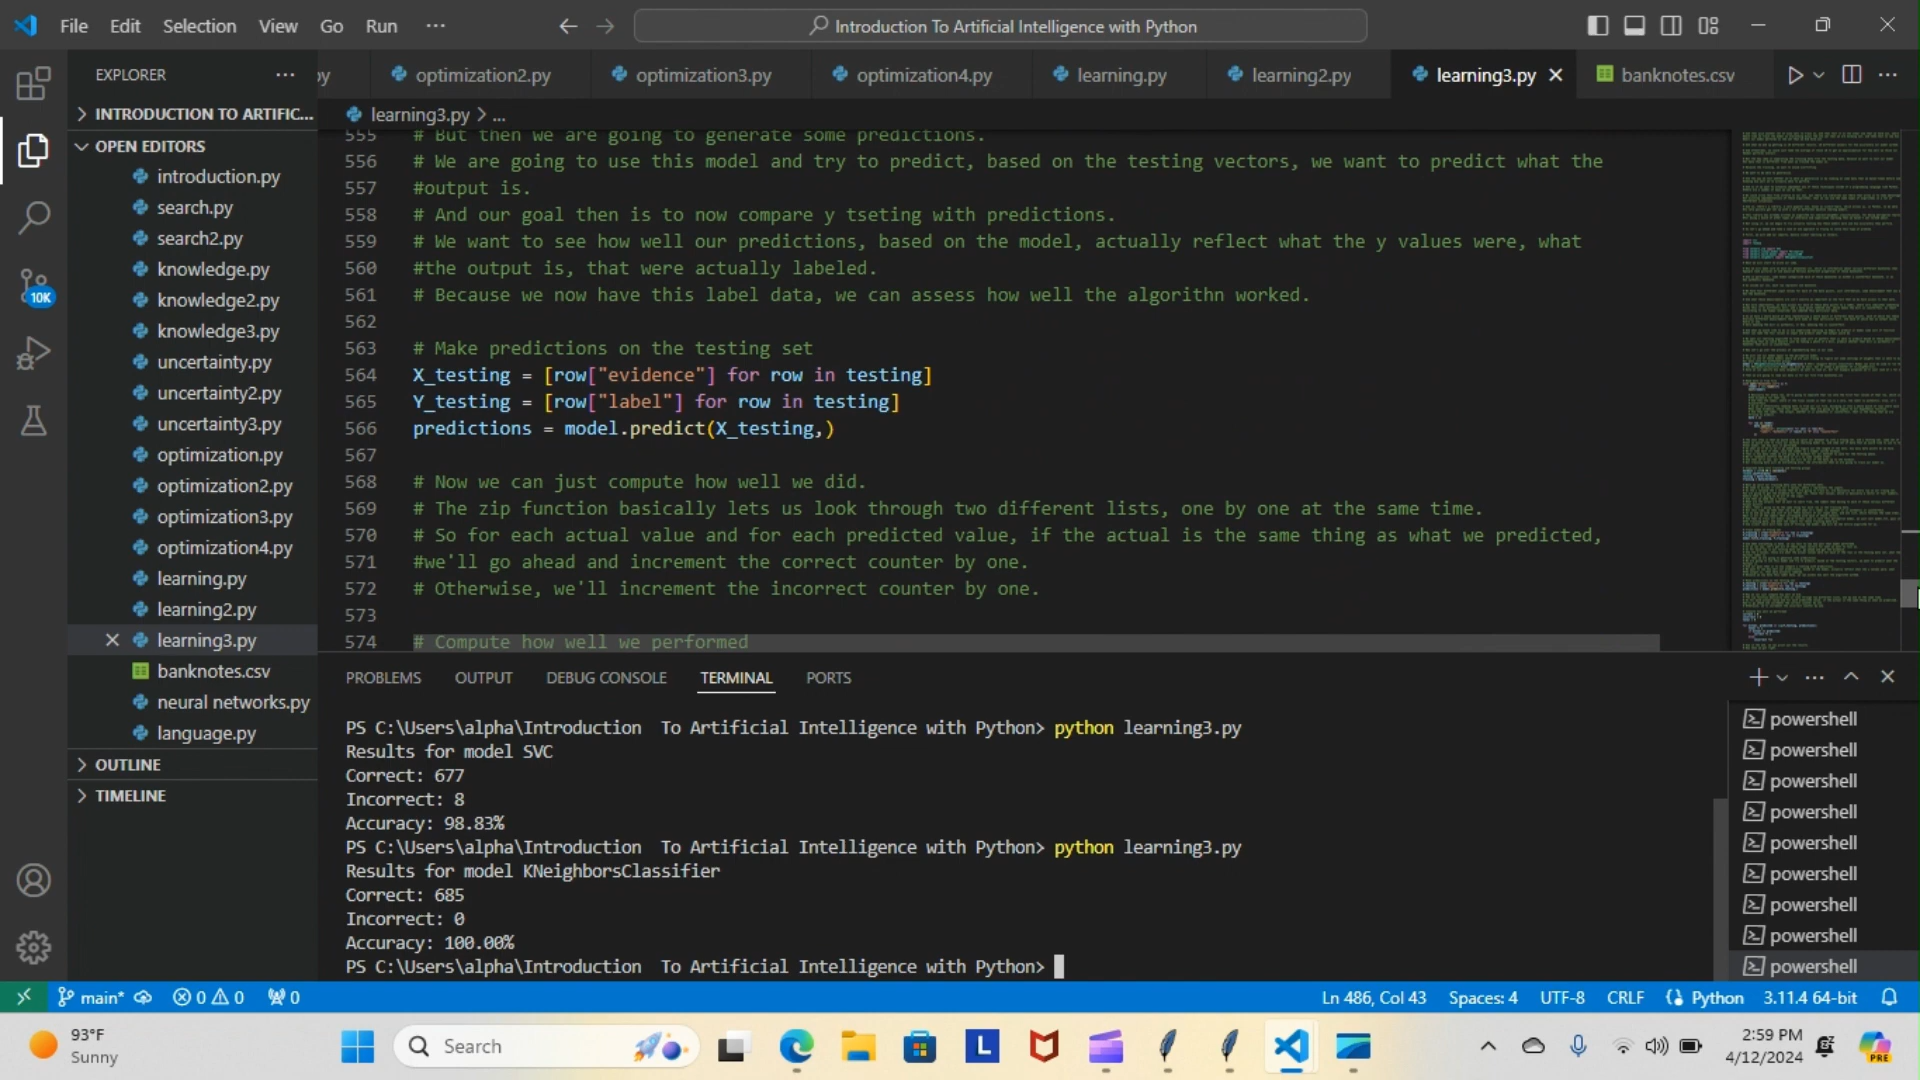 File Edit Selection View Go Run ...
Introduction To Artificial Intelligence with Python
EXPLORER
py
optimization2.py
optimization3.py
optimization4.py
learning.py
learning2.py
learning3.py
banknotes.csv
INTRODUCTION TO ARTIFIC...
learning3.py > ...
OPEN EDITORS
introduction.py
search.py
search2.py
knowledge.py
knowledge2.py
knowledge3.py
uncertainty.py
uncertainty2.py
uncertainty3.py
optimization.py
optimization2.py
optimization3.py
optimization4.py
learning.py
learning2.py
learning3.py
banknotes.csv
neural networks.py
language.py
OUTLINE
TIMELINE
10K
555 # But then we are going to generate some predictions.
556 # We are going to use this model and try to predict, based on the testing vectors, we want to predict what the
557 #output is.
558 # And our goal then is to now compare y tseting with predictions.
559 # We want to see how well our predictions, based on the model, actually reflect what the y values were, what
560 #the output is, that were actually labeled.
561 # Because we now have this label data, we can assess how well the algorithn worked.
562
563 # Make predictions on the testing set
564 X_testing = [row["evidence"] for row in testing]
565 Y_testing = [row["label"] for row in testing]
566 predictions = model.predict(X_testing,)
567
568 # Now we can just compute how well we did.
569 # The zip function basically lets us look through two different lists, one by one at the same time.
570 # So for each actual value and for each predicted value, if the actual is the same thing as what we predicted,
571 #we'll go ahead and increment the correct counter by one.
572 # Otherwise, we'll increment the incorrect counter by one.
573
574 # Compute how well we performed
PROBLEMS OUTPUT DEBUG CONSOLE TERMINAL PORTS
PS C:\Users\alpha\Introduction  To Artificial Intelligence with Python> python learning3.py
Results for model SVC
Correct: 677
Incorrect: 8
Accuracy: 98.83%
PS C:\Users\alpha\Introduction  To Artificial Intelligence with Python> python learning3.py
Results for model KNeighborsClassifier
Correct: 685
Incorrect: 0
Accuracy: 100.00%
PS C:\Users\alpha\Introduction  To Artificial Intelligence with Python>
powershell
powershell
powershell
powershell
powershell
powershell
powershell
powershell
powershell
main* 0 0 0
Ln 486, Col 43 Spaces: 4 UTF-8 CRLF Python 3.11.4 64-bit
93°F
Sunny
Search
L
2:59 PM
4/12/2024
PRE